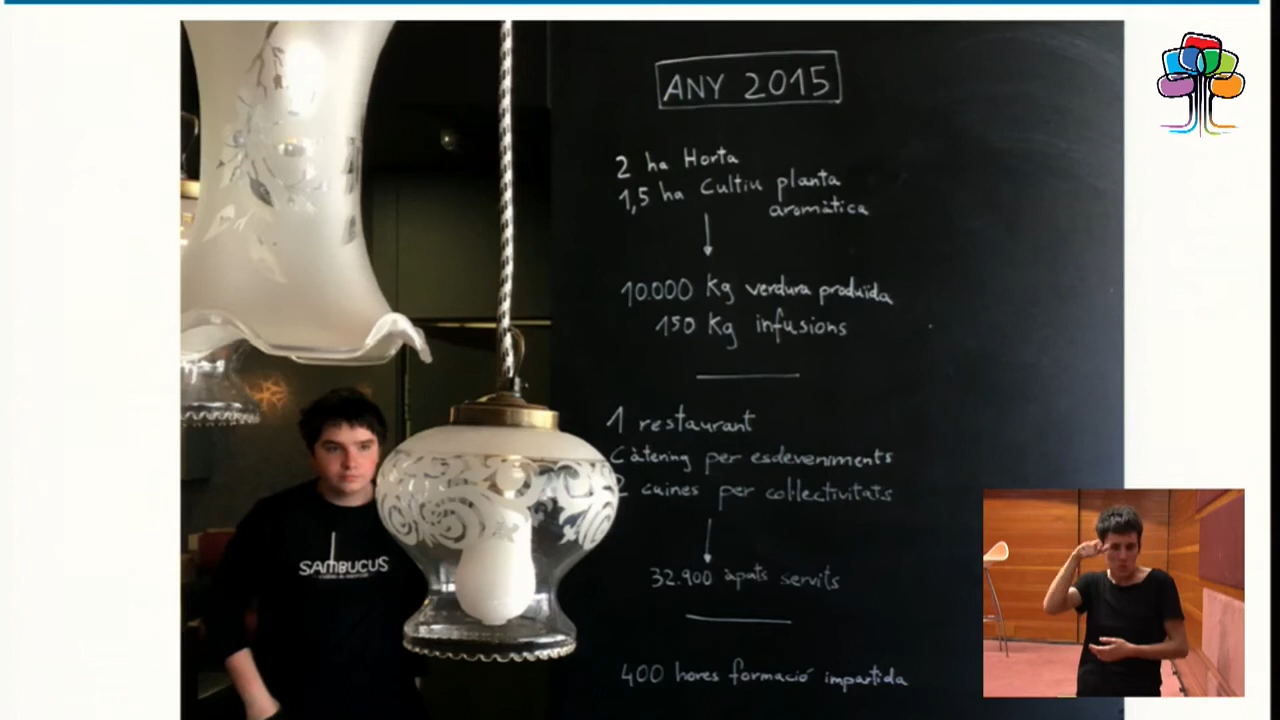 ANY 2015
2 ha Horta
1,5 ha Cultiu planta
aromàtica
10.000 Kg verdura produïda
150 Kg infusions
1 restaurant
Càtering per esdeveniments
2 cuines per col·lectivitats
32.900 àpats servits
400 hores formació impartida
SAMBUCUS